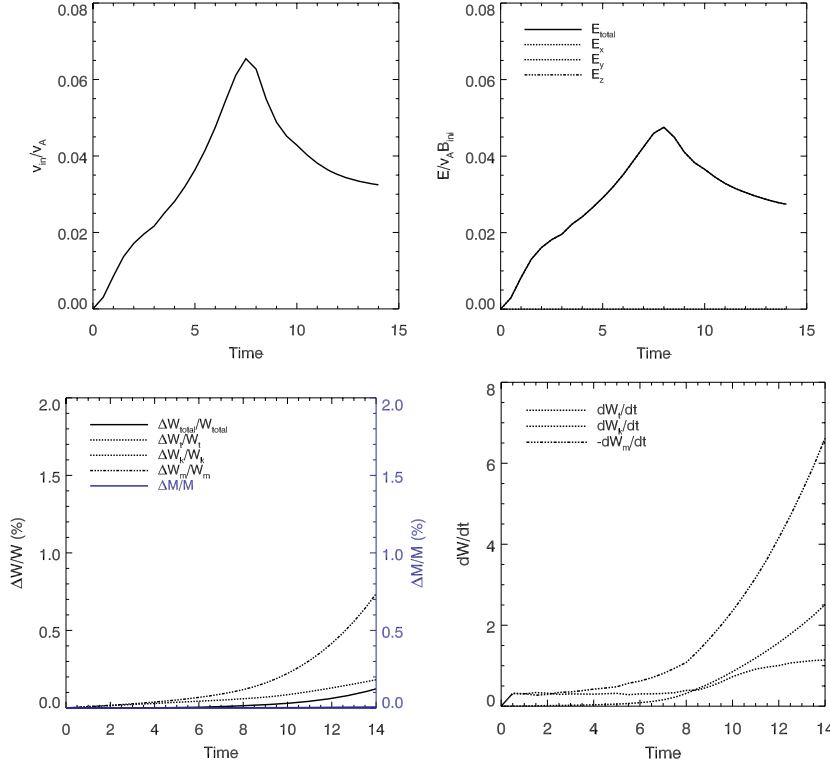 0.08
0.06
0.04
0.02
0.00
v_in/v_A
0 5 10 15
Time
0.08
0.06
0.04
0.02
0.00
E/v_A B_ini
E_total
E_x
E_y
E_z
0 5 10 15
Time
2.0
1.5
1.0
0.5
0.0
ΔW/W (%)
ΔW_total/W_total
ΔW_t/W_t
ΔW_k/W_k
ΔW_m/W_m
ΔM/M
2.0
1.5
1.0
0.5
0.0
ΔM/M (%)
0 2 4 6 8 10 12 14
Time
8
6
4
2
0
dW/dt
dW_t/dt
dW_k/dt
-dW_m/dt
0 2 4 6 8 10 12 14
Time